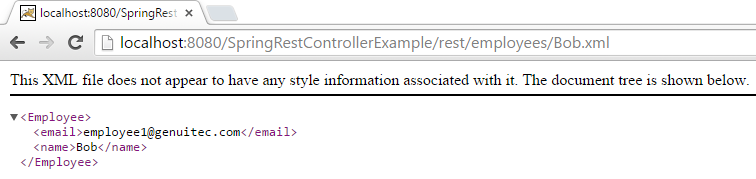 localhost:8080/SpringRest
localhost:8080/SpringRestControllerExample/rest/employees/Bob.xml
This XML file does not appear to have any style information associated with it. The document tree is shown below.
<Employee>
<email>employee1@genuitec.com</email>
<name>Bob</name>
</Employee>